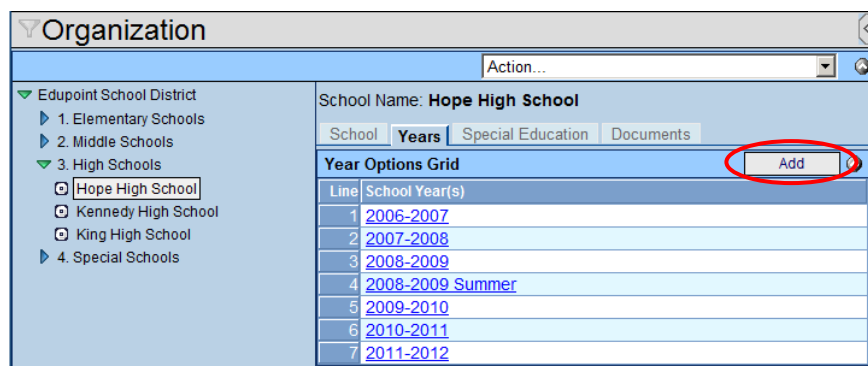 Organization
Action...
Edupoint School District
1. Elementary Schools
2. Middle Schools
3. High Schools
Hope High School
Kennedy High School
King High School
4. Special Schools
School Name: Hope High School
School Years Special Education Documents
Year Options Grid Add
Line School Year(s)
1 2006-2007
2 2007-2008
3 2008-2009
4 2008-2009 Summer
5 2009-2010
6 2010-2011
7 2011-2012